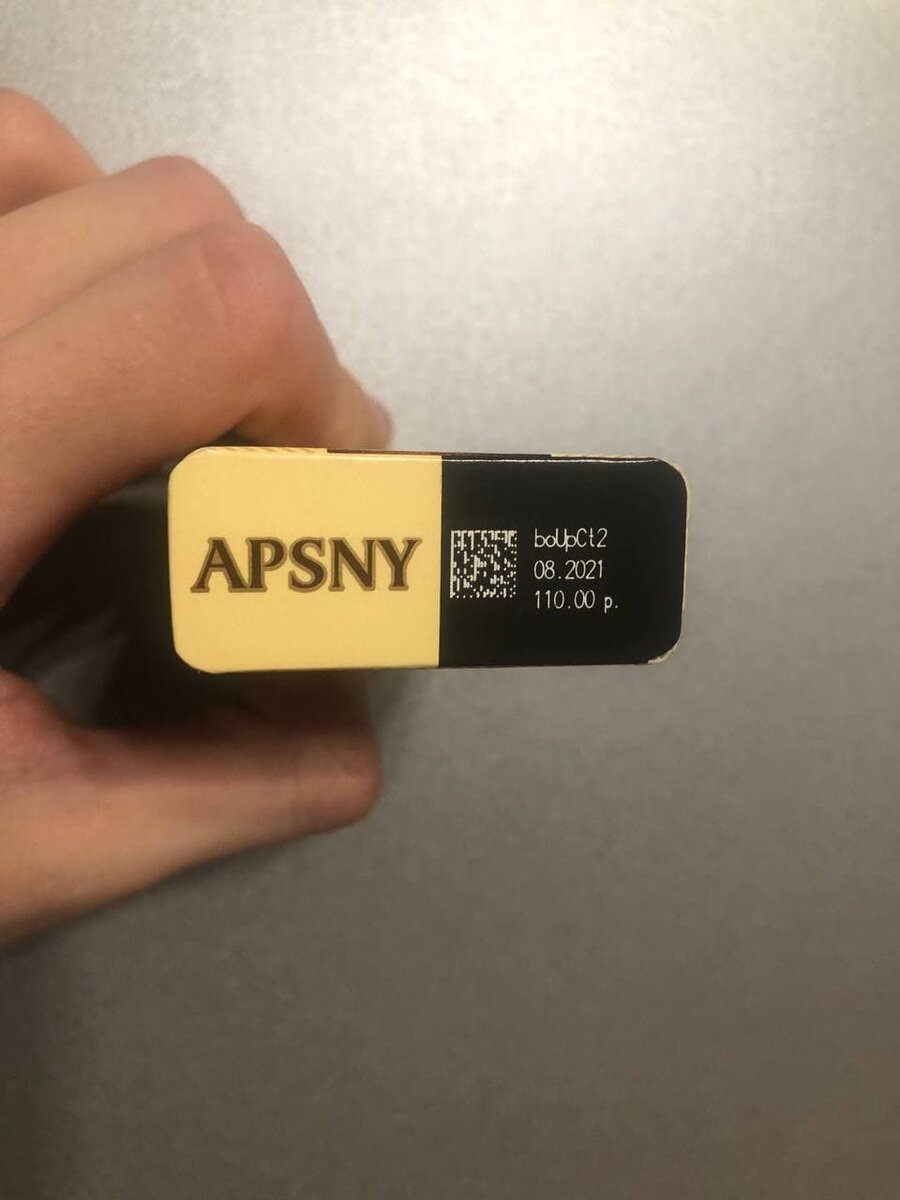 APSNY
boUpCt2
08.2021
110.00 р.